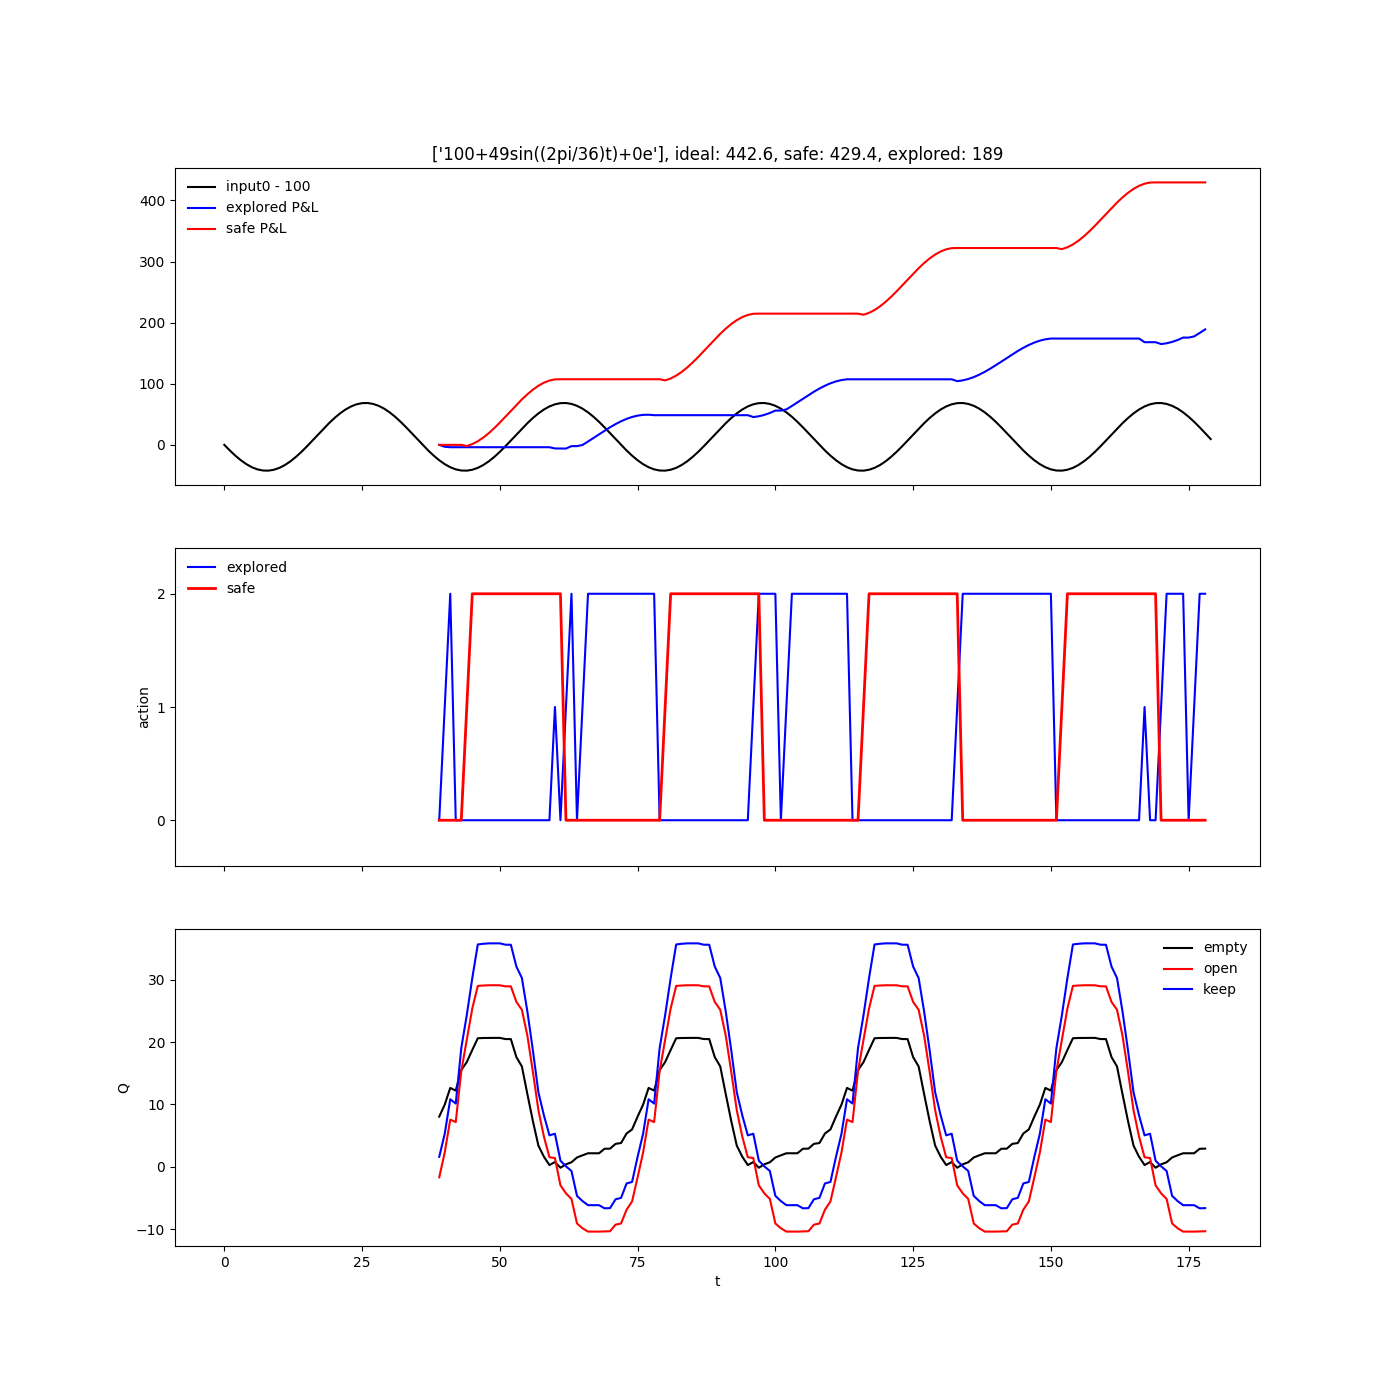 ['100+49sin((2pi/36)t)+0e'], ideal: 442.6, safe: 429.4, explored: 189
input0 - 100
explored P&L
safe P&L
400
300
200
100
0
explored
safe
2
1
0
action
empty
open
keep
30
20
10
0
−10
Q
0 25 50 75 100 125 150 175
t